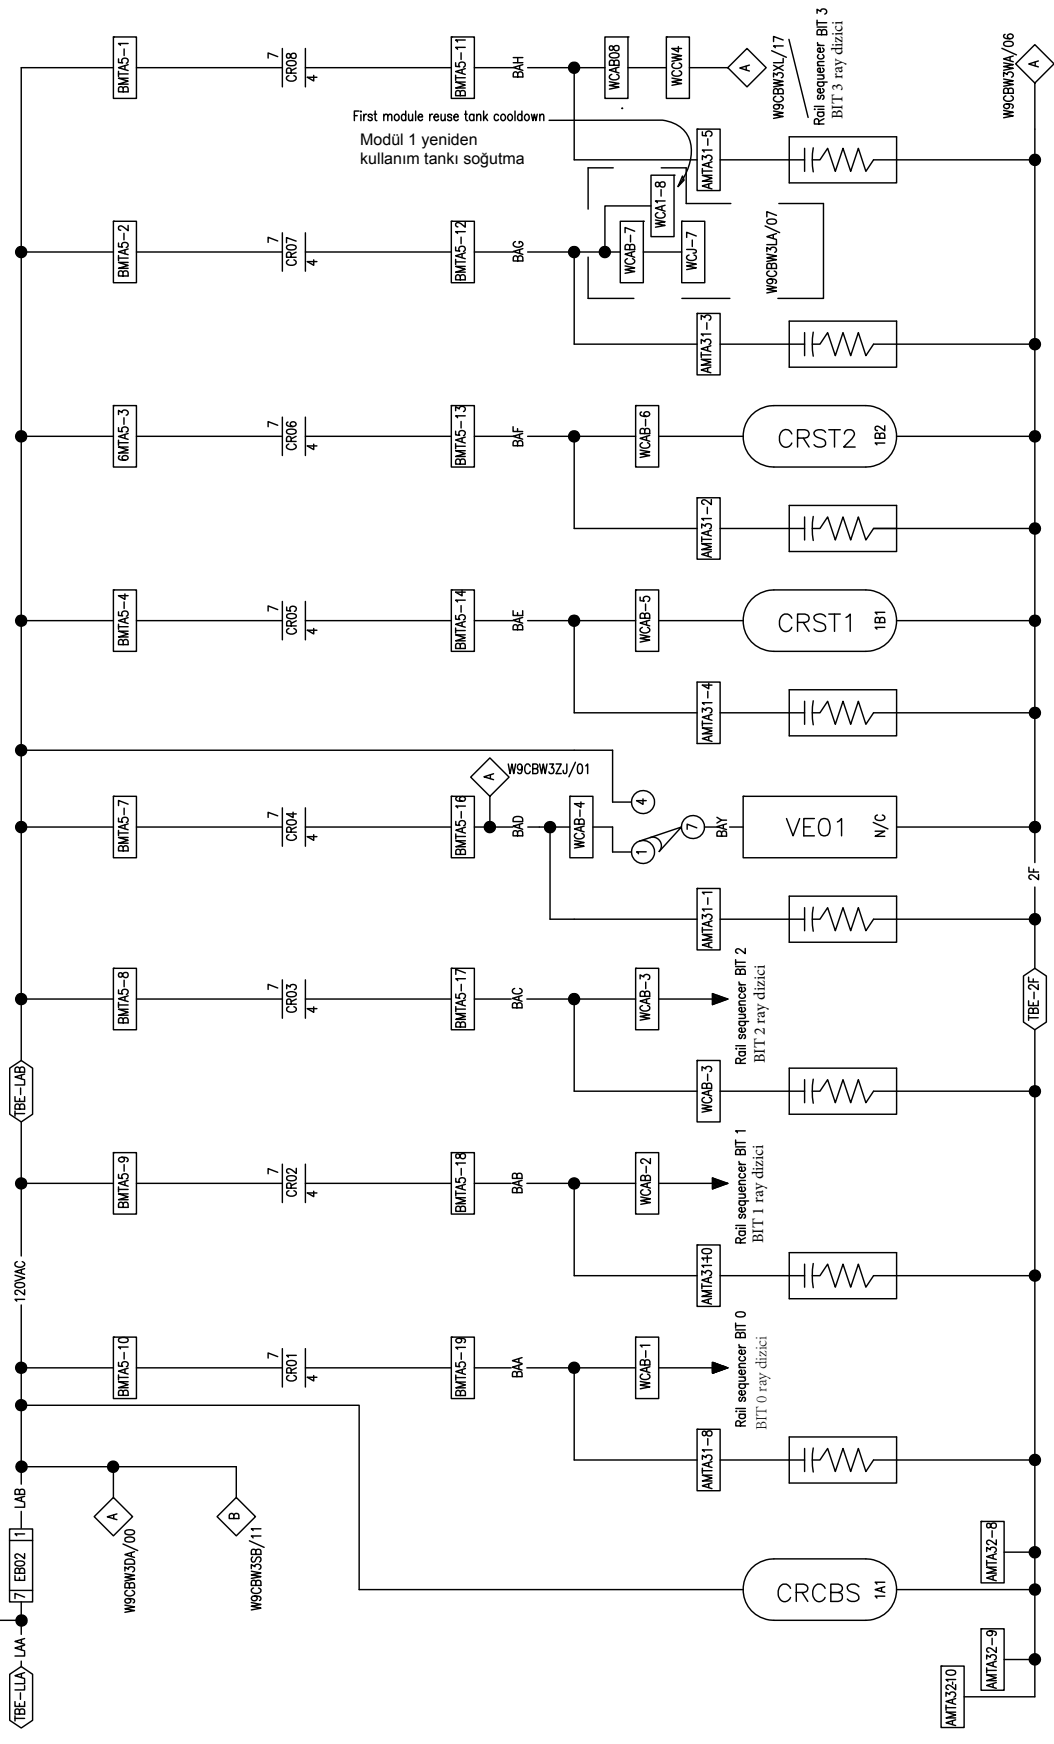 BMTA5-1
7
CR08
4
BMTA5-11
BAH
WCAB08
WCCW4
A
W9CBW3XL/17
Rail sequencer BIT 3
BIT 3 ray dizici
W9CBW3WA/06
A
First module reuse tank cooldown
Modül 1 yeniden
kullanım tankı soğutma
AMTA31-5
BMTA5-2
7
CR07
4
BMTA5-12
BAG
WCA1-8
WCAB-7
WCJ-7
W9CBW3LA/07
AMTA31-3
6MTA5-3
7
CR06
4
BMTA5-13
BAF
WCAB-6
CRST2
1B2
AMTA31-2
BMTA5-4
7
CR05
4
BMTA5-14
BAE
WCAB-5
CRST1
1B1
AMTA31-4
BMTA5-7
7
CR04
4
BMTA5-16
A
W9CBW3ZJ/01
BAD
WCAB-4
4
1
7
BAY
VE01
N/C
2F
AMTA31-1
BMTA5-8
7
CR03
4
BMTA5-17
BAC
WCAB-3
Rail sequencer BIT 2
BIT 2 ray dizici
TBE-2F
TBE-LAB
WCAB-3
BMTA5-9
7
CR02
4
BMTA5-18
BAB
WCAB-2
Rail sequencer BIT 1
BIT 1 ray dizici
120VAC
AMTA31-10
BMTA5-10
7
CR01
4
BMTA5-19
BAA
WCAB-1
Rail sequencer BIT 0
BIT 0 ray dizici
AMTA31-8
LAB
1
EB02
7
A
W9CBW3DA/00
B
W9CBW3SB/11
CRCBS
1A1
AMTA32-8
LAA
TBE-LLA
AMTA32-9
AMTA32-10